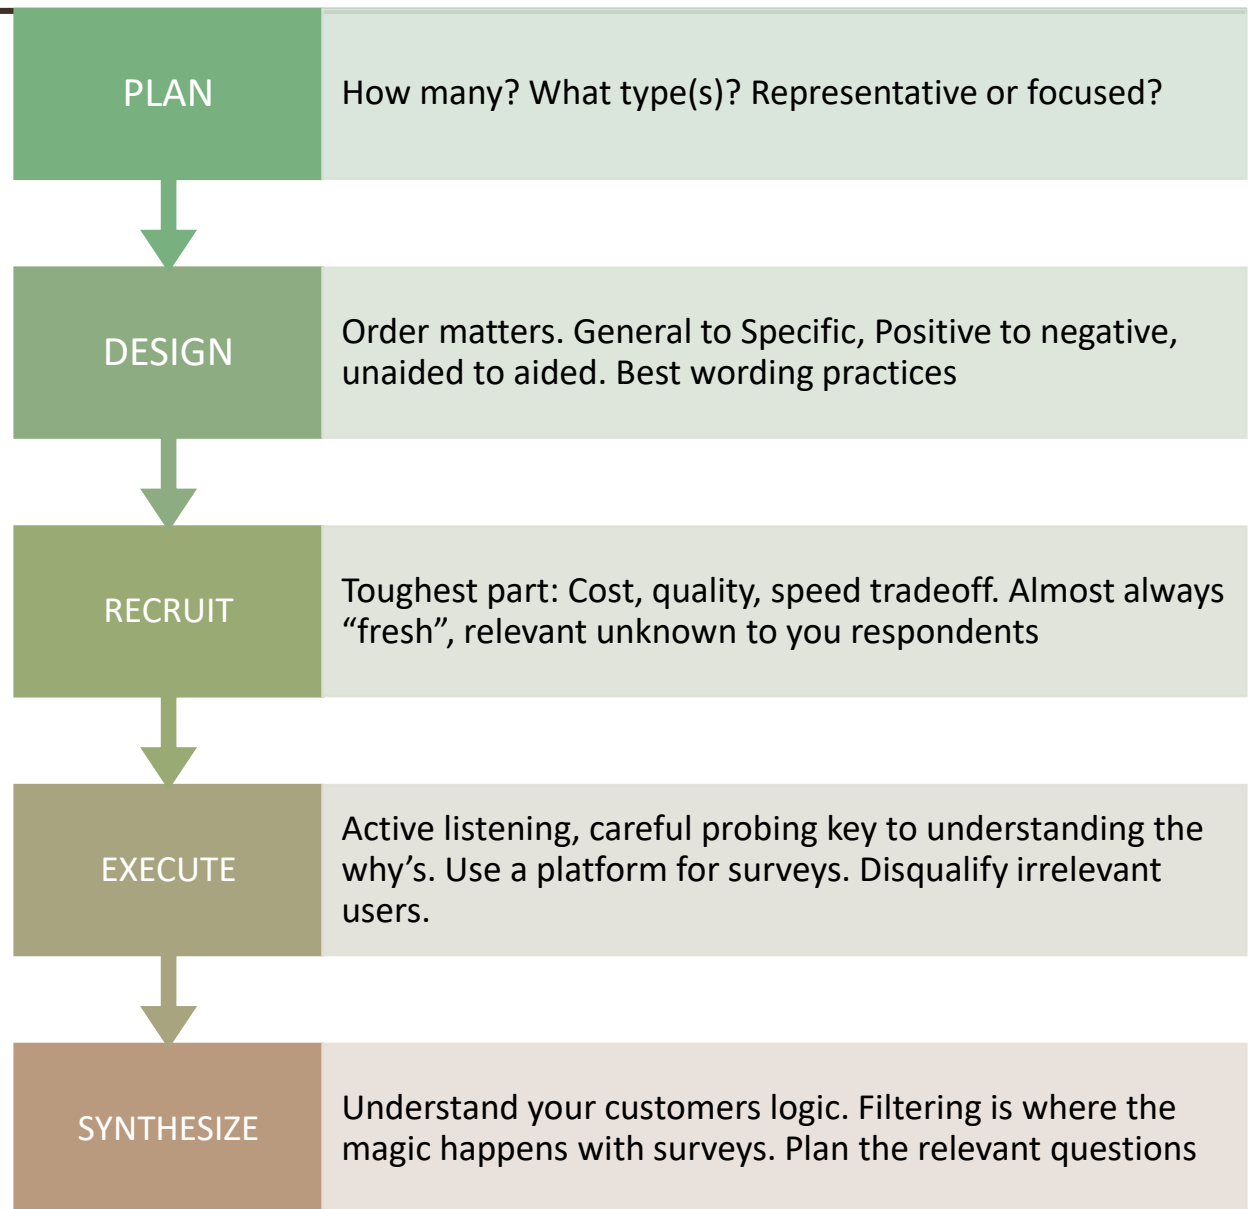 PLAN
How many? What type(s)? Representative or focused?
DESIGN
Order matters. General to Specific, Positive to negative,
unaided to aided. Best wording practices
RECRUIT
Toughest part: Cost, quality, speed tradeoff. Almost always
“fresh”, relevant unknown to you respondents
EXECUTE
Active listening, careful probing key to understanding the
why’s. Use a platform for surveys. Disqualify irrelevant
users.
SYNTHESIZE
Understand your customers logic. Filtering is where the
magic happens with surveys. Plan the relevant questions